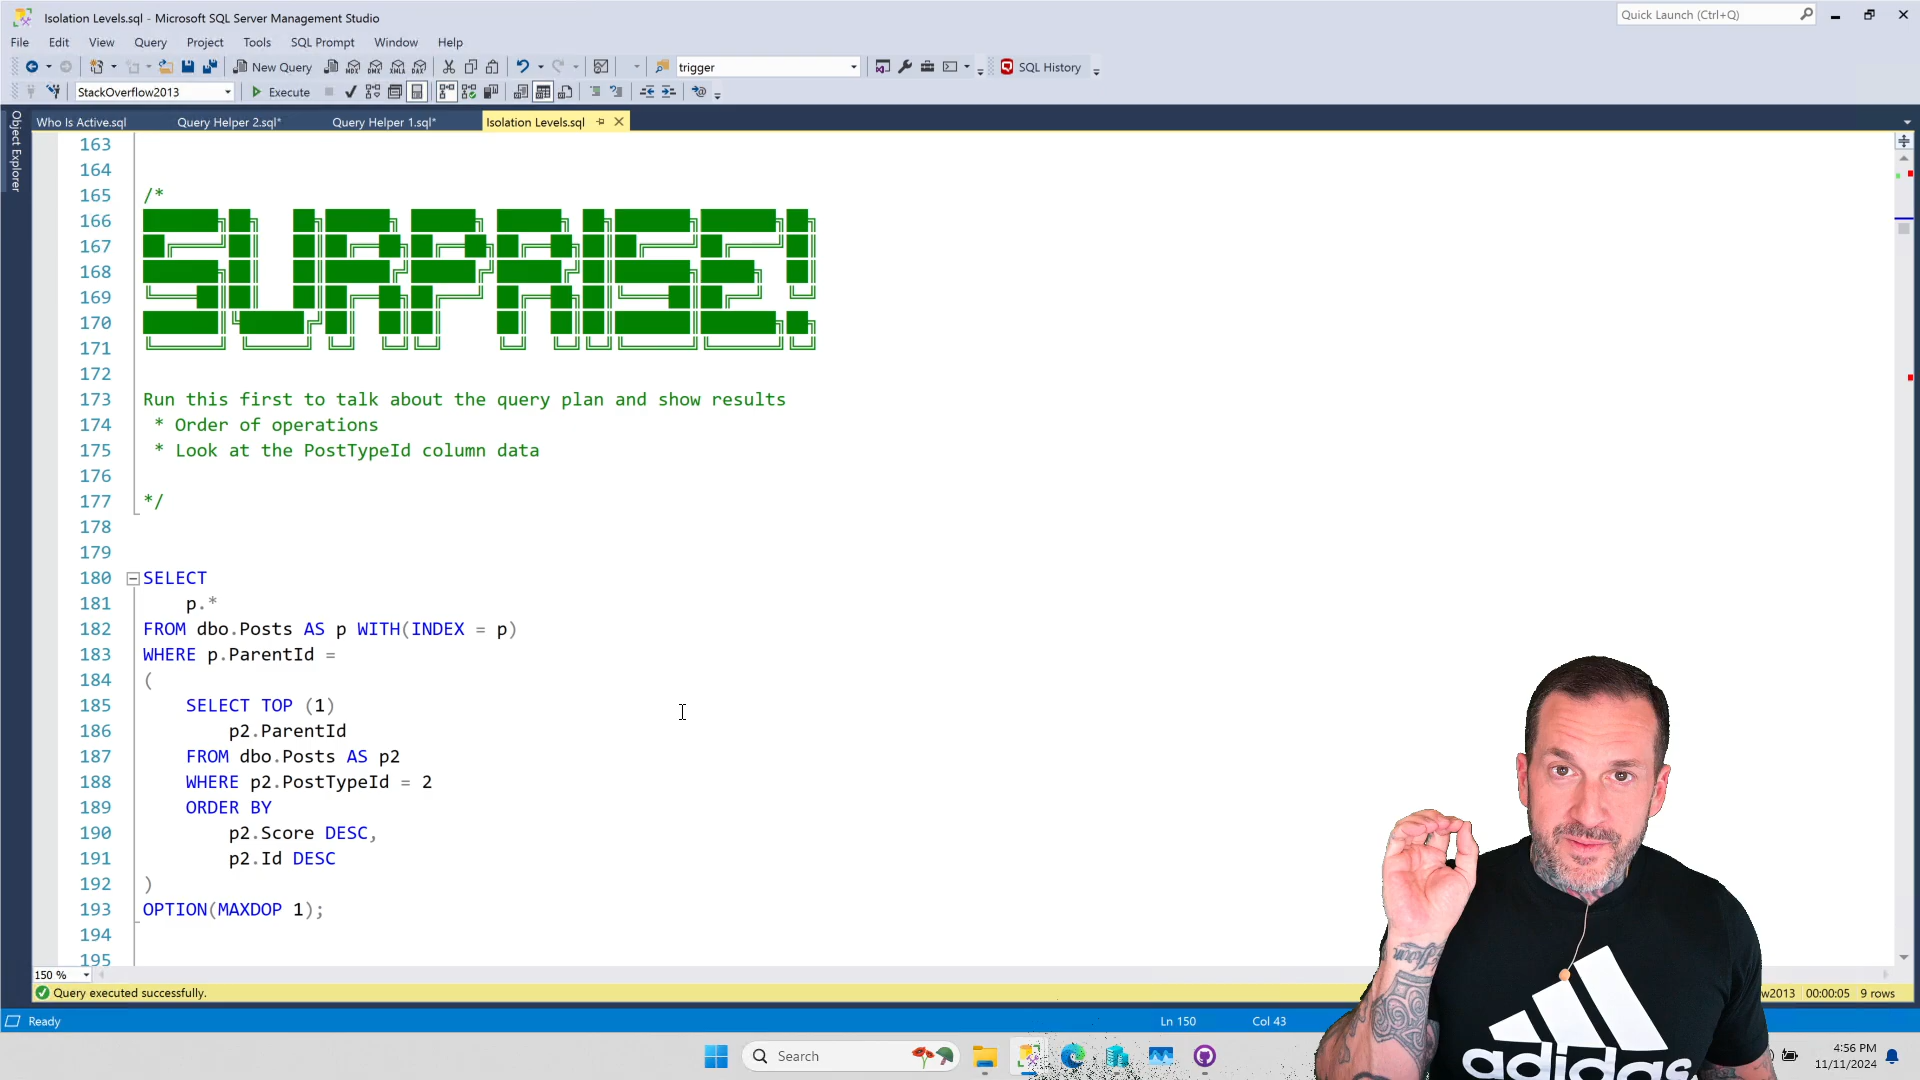 Isolation Levels.sql - Microsoft SQL Server Management Studio
Quick Launch (Ctrl+Q)
File Edit View Query Project Tools SQL Prompt Window Help
New Query MDX DMX XMLA DAX trigger SQL History
StackOverflow2013 Execute
Object Explorer
Who Is Active.sql Query Helper 2.sql* Query Helper 1.sql* Isolation Levels.sql
163
164
165 /*
166
167
168 SURPRISE!
169
170
171
172
173 Run this first to talk about the query plan and show results
174 * Order of operations
175 * Look at the PostTypeId column data
176
177 */
178
179
180 SELECT
181 p.*
182 FROM dbo.Posts AS p WITH(INDEX = p)
183 WHERE p.ParentId =
184 (
185 SELECT TOP (1)
186 p2.ParentId
187 FROM dbo.Posts AS p2
188 WHERE p2.PostTypeId = 2
189 ORDER BY
190 p2.Score DESC,
191 p2.Id DESC
192 )
193 OPTION(MAXDOP 1);
194
195
150 %
Query executed successfully. w2013 00:00:05 9 rows
Ready Ln 150 Col 43
Search
4:56 PM
11/11/2024
adidas